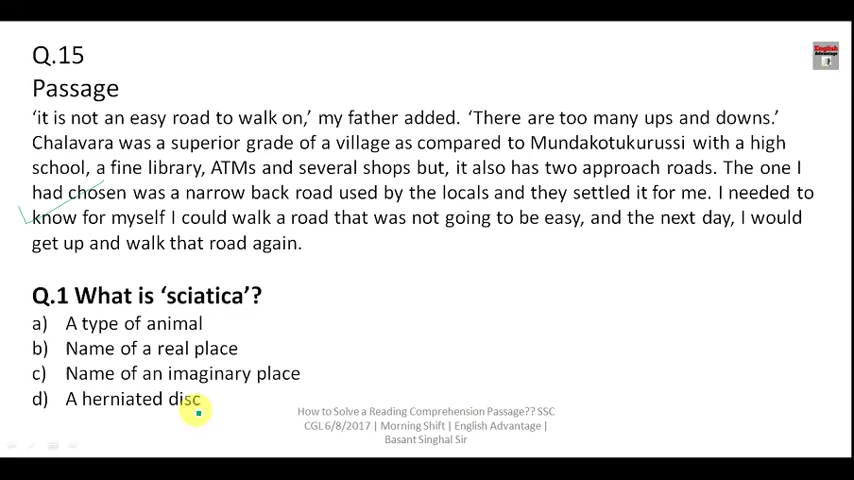 Q.15
English
Advantage
Passage
‘it is not an easy road to walk on,’ my father added. ‘There are too many ups and downs.’
Chalavara was a superior grade of a village as compared to Mundakotukurussi with a high
school, a fine library, ATMs and several shops but, it also has two approach roads. The one I
had chosen was a narrow back road used by the locals and they settled it for me. I needed to
know for myself I could walk a road that was not going to be easy, and the next day, I would
get up and walk that road again.
Q.1 What is ‘sciatica’?
a) A type of animal
b) Name of a real place
c) Name of an imaginary place
d) A herniated disc
How to Solve a Reading Comprehension Passage?? SSC
CGL 6/8/2017 | Morning Shift | English Advantage |
Basant Singhal Sir